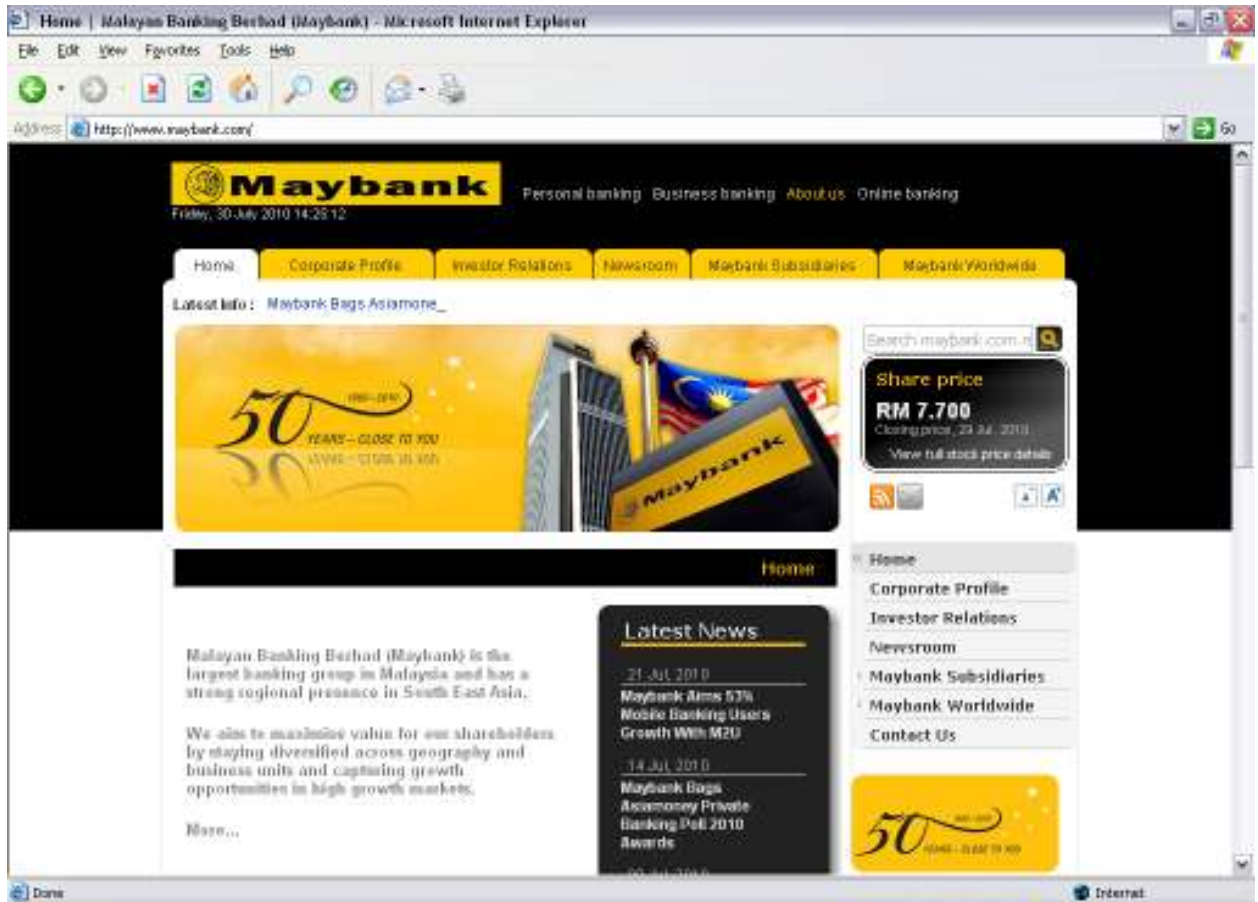 Home | Malayan Banking Berhad (Maybank) - Microsoft Internet Explorer
File Edit View Favorites Tools Help
Address http://www.maybank.com/ Go
Maybank
Personal banking Business banking About us Online banking
Friday, 30 July 2010 14:26:12
Home Corporate Profile Investor Relations Newsroom Maybank Subsidiaries Maybank Worldwide
Latest Info : Maybank Bags Asiamone_
50
YEARS – CLOSE TO YOU
Maybank
Search maybank.com.m
Share price
RM 7.700
Closing price, 29 Jul, 2010
View full stock price details
A A
Home
Malayan Banking Berhad (Maybank) is the
largest banking group in Malaysia and has a
strong regional presence in South East Asia.
We aim to maximise value for our shareholders
by staying diversified across geography and
business units and capturing growth
opportunities in high growth markets.
More...
Latest News
21 Jul, 2010
Maybank Aims 53%
Mobile Banking Users
Growth With M2U
14 Jul, 2010
Maybank Bags
Asiamoney Private
Banking Poll 2010
Awards
Home
Corporate Profile
Investor Relations
Newsroom
Maybank Subsidiaries
Maybank Worldwide
Contact Us
50
YEARS – CLOSE TO YOU
Done Internet